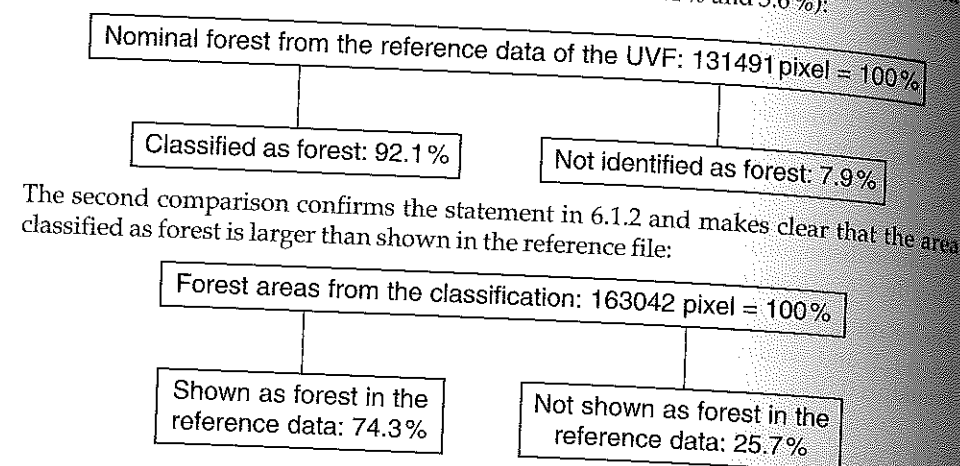 % and 5.6 %):
Nominal forest from the reference data of the UVF: 131491 pixel = 100%
Classified as forest: 92.1%
Not identified as forest: 7.9%
The second comparison confirms the statement in 6.1.2 and makes clear that the area
classified as forest is larger than shown in the reference file:
Forest areas from the classification: 163042 pixel = 100%
Shown as forest in the
reference data: 74.3%
Not shown as forest in the
reference data: 25.7%